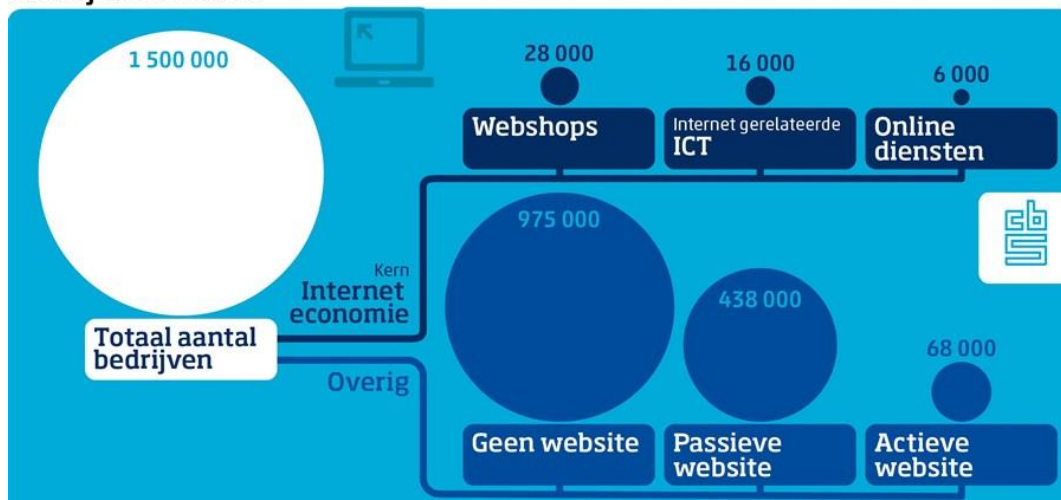 1 500 000
28 000
16 000
6 000
Webshops
Internet gerelateerde
ICT
Online
diensten
975 000
438 000
68 000
Kern
Internet
economie
Totaal aantal
bedrijven
Overig
Geen website
Passieve
website
Actieve
website
cbs